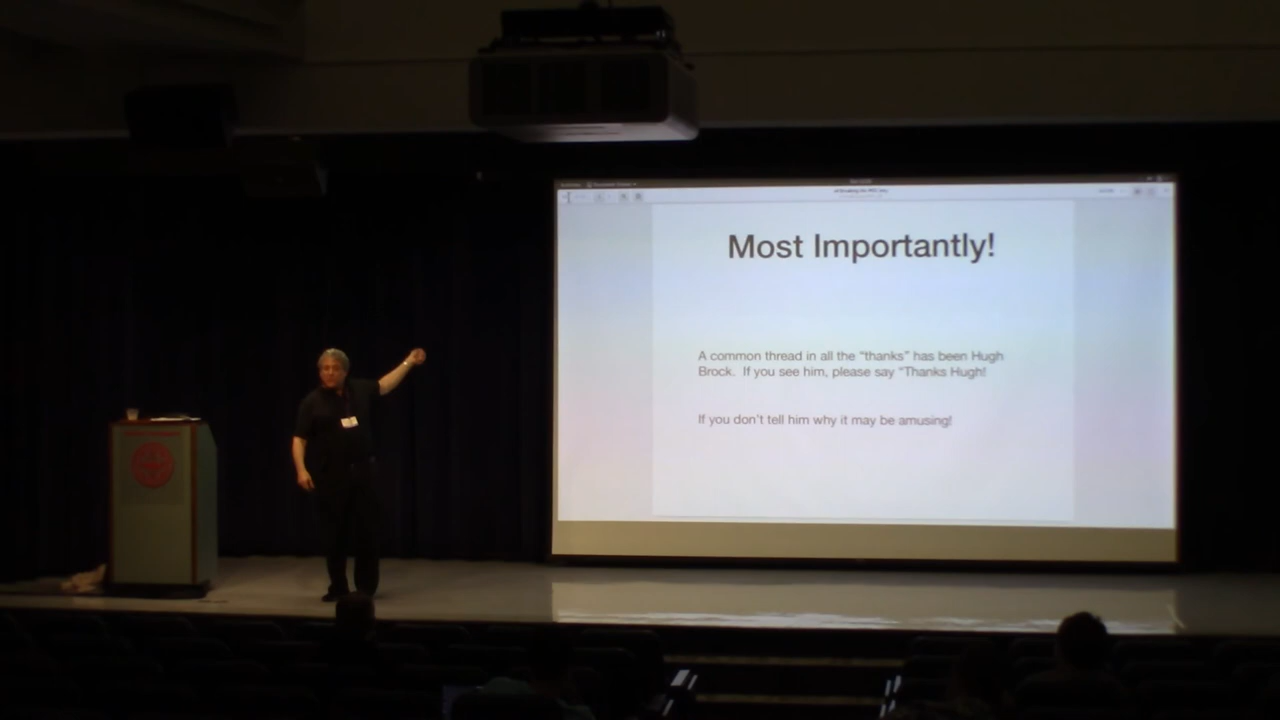 Most Importantly!
A common thread in all the “thanks” has been Hugh
Brock. If you see him, please say “Thanks Hugh!
If you don’t tell him why it may be amusing!